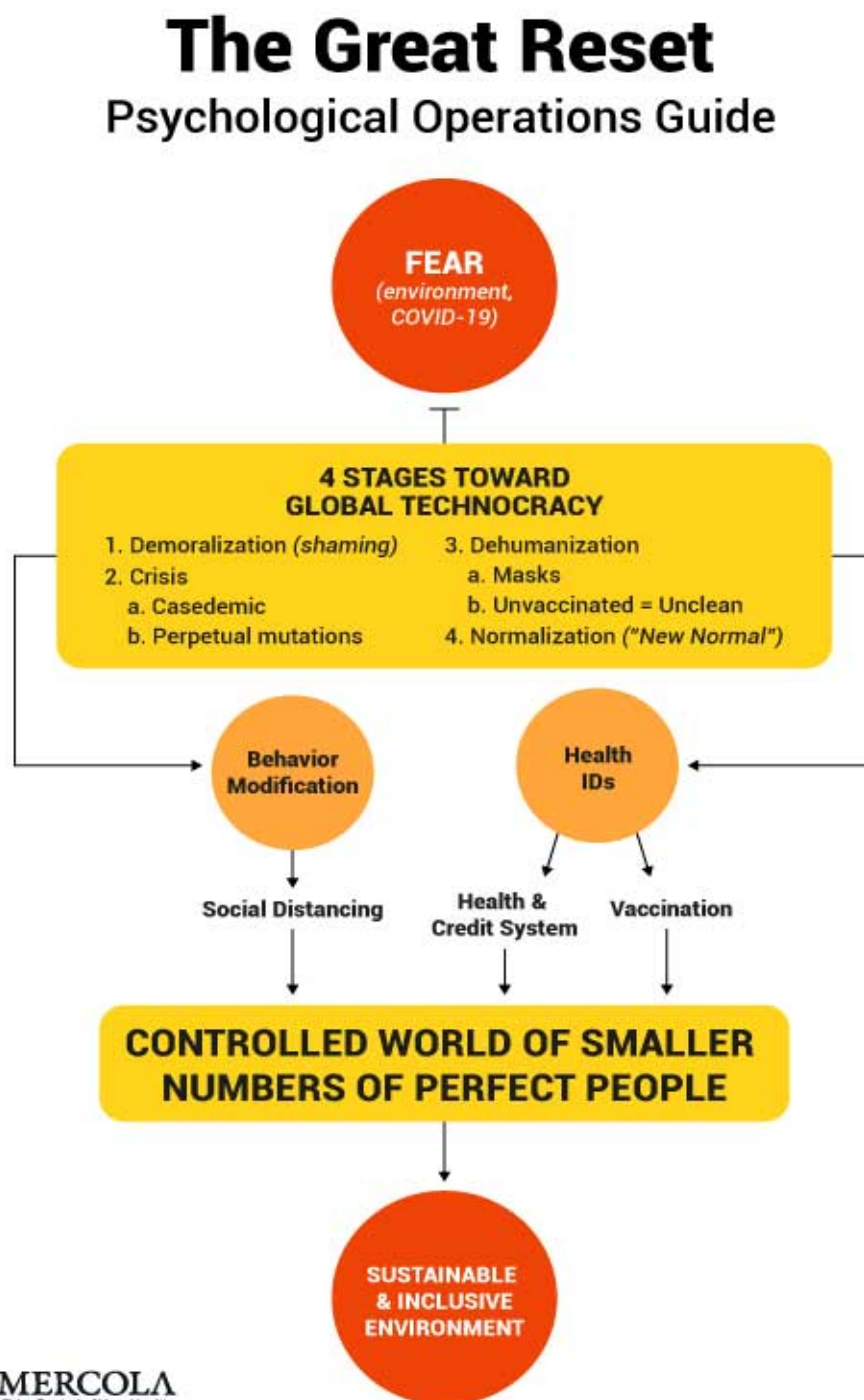 The Great Reset
Psychological Operations Guide
FEAR
(environment,
COVID-19)
4 STAGES TOWARD
GLOBAL TECHNOCRACY
1. Demoralization (shaming)
2. Crisis
a. Casedemic
b. Perpetual mutations
3. Dehumanization
a. Masks
b. Unvaccinated = Unclean
4. Normalization ("New Normal")
Behavior
Modification
Health
IDs
Social Distancing
Health &
Credit System
Vaccination
CONTROLLED WORLD OF SMALLER
NUMBERS OF PERFECT PEOPLE
SUSTAINABLE
& INCLUSIVE
ENVIRONMENT
MERCOLA